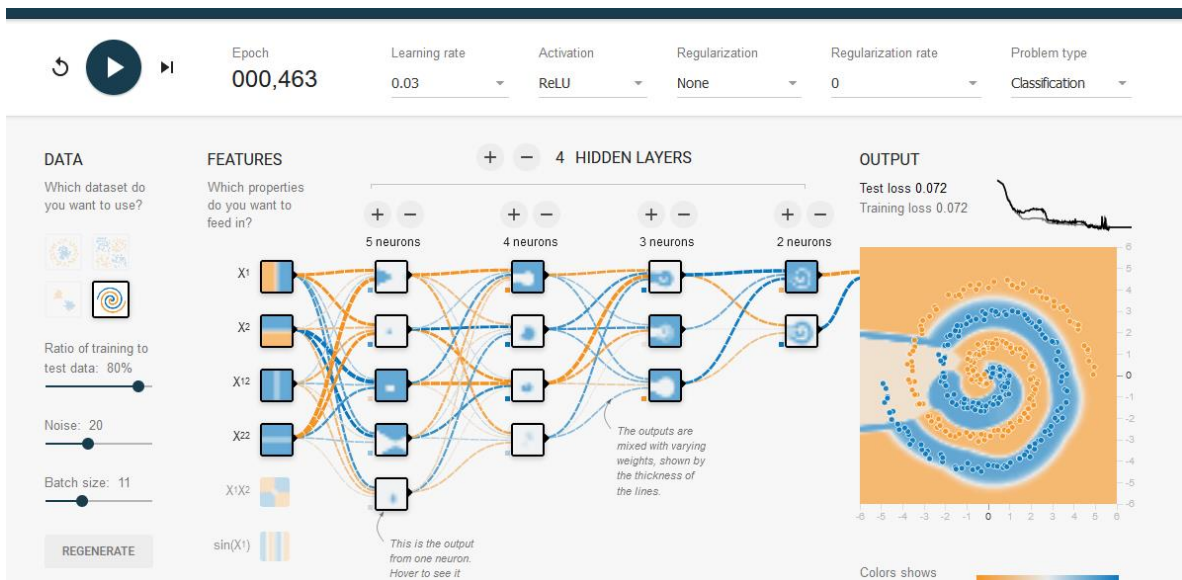 Epoch
000,463
Learning rate
0.03
Activation
ReLU
Regularization
None
Regularization rate
0
Problem type
Classification
DATA
Which dataset do
you want to use?
Ratio of training to
test data: 80%
Noise: 20
Batch size: 11
REGENERATE
FEATURES
Which properties
do you want to
feed in?
X1
X2
X12
X22
X1X2
sin(X1)
+ − 4 HIDDEN LAYERS
+ −
5 neurons
+ −
4 neurons
+ −
3 neurons
+ −
2 neurons
This is the output
from one neuron.
Hover to see it
The outputs are
mixed with varying
weights, shown by
the thickness of
the lines.
OUTPUT
Test loss 0.072
Training loss 0.072
6
5
4
3
2
1
0
-1
-2
-3
-4
-5
-6
-6 -5 -4 -3 -2 -1 0 1 2 3 4 5 6
Colors shows